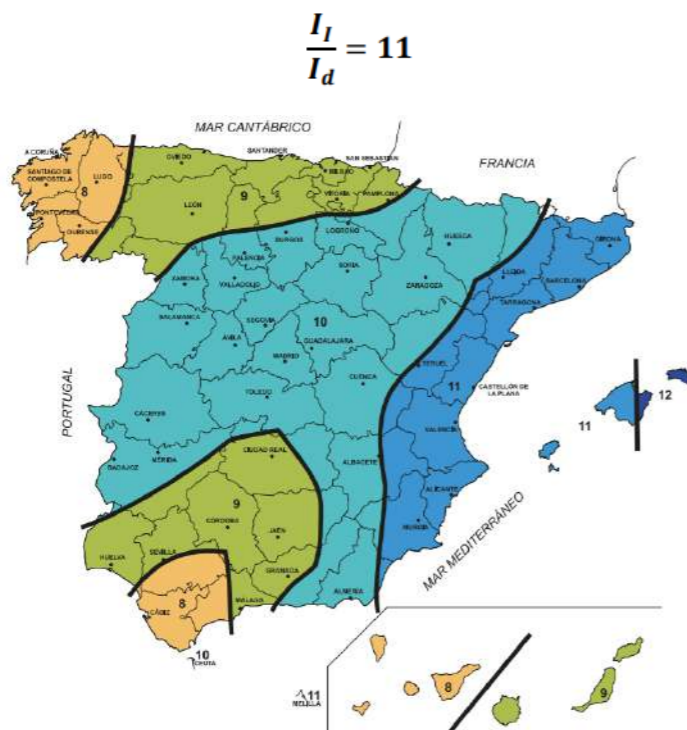 I_I / I_d = 11
MAR CANTÁBRICO
FRANCIA
A CORUÑA
SANTIAGO DE COMPOSTELA
LUGO
8
PONTEVEDRA
OURENSE
OVIEDO
SANTANDER
BILBAO
SAN SEBASTIÁN
VITORIA
PAMPLONA
LEÓN
9
LOGROÑO
BURGOS
PALENCIA
HUESCA
GIRONA
ZAMORA
VALLADOLID
SORIA
ZARAGOZA
LLEIDA
BARCELONA
TARRAGONA
SALAMANCA
SEGOVIA
10
ÁVILA
GUADALAJARA
MADRID
TERUEL
CUENCA
11
CASTELLÓN DE LA PLANA
12
11
PORTUGAL
TOLEDO
CÁCERES
VALENCIA
BADAJOZ
MÉRIDA
CIUDAD REAL
ALBACETE
9
ALICANTE
CÓRDOBA
JAÉN
MURCIA
MAR MEDITERRÁNEO
HUELVA
SEVILLA
GRANADA
8
CÁDIZ
MÁLAGA
ALMERÍA
10
CEUTA
11
MELILLA
8
9